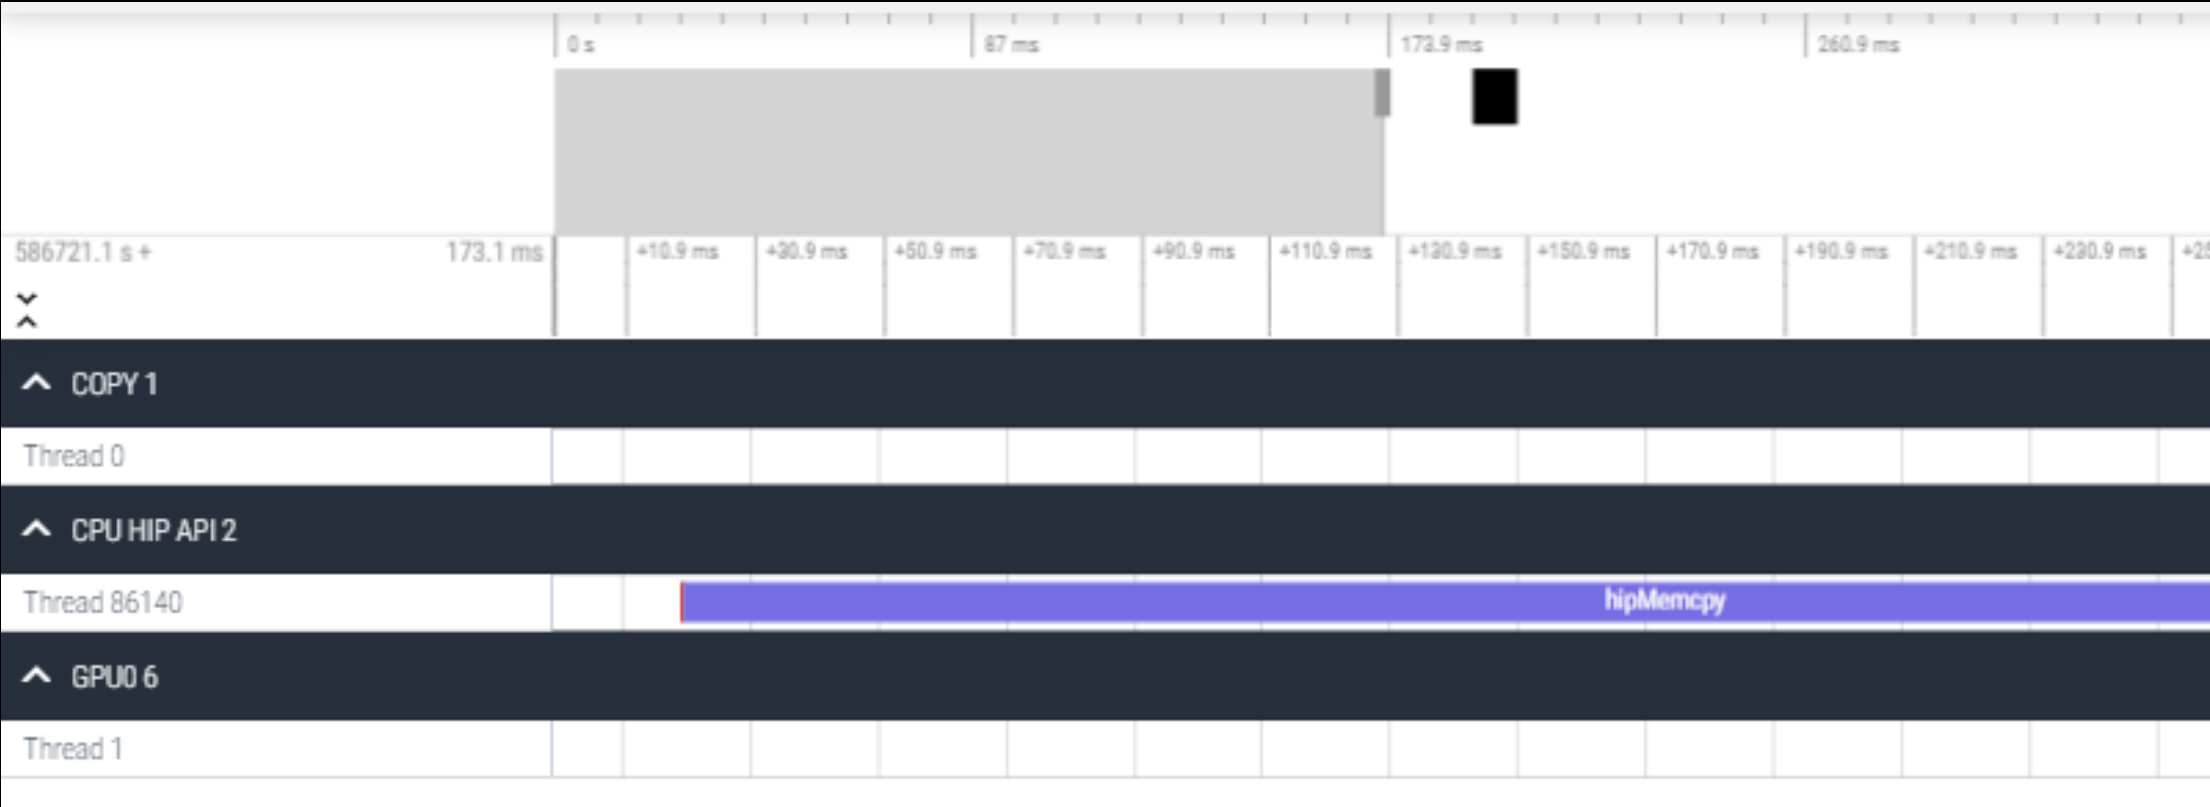 0 s 87 ms 173.9 ms 260.9 ms
586721.1 s + 173.1 ms +10.9 ms +30.9 ms +50.9 ms +70.9 ms +90.9 ms +110.9 ms +130.9 ms +150.9 ms +170.9 ms +190.9 ms +210.9 ms +230.9 ms
COPY 1
Thread 0
CPU HIP API 2
Thread 86140 hipMemcpy
GPU0 6
Thread 1